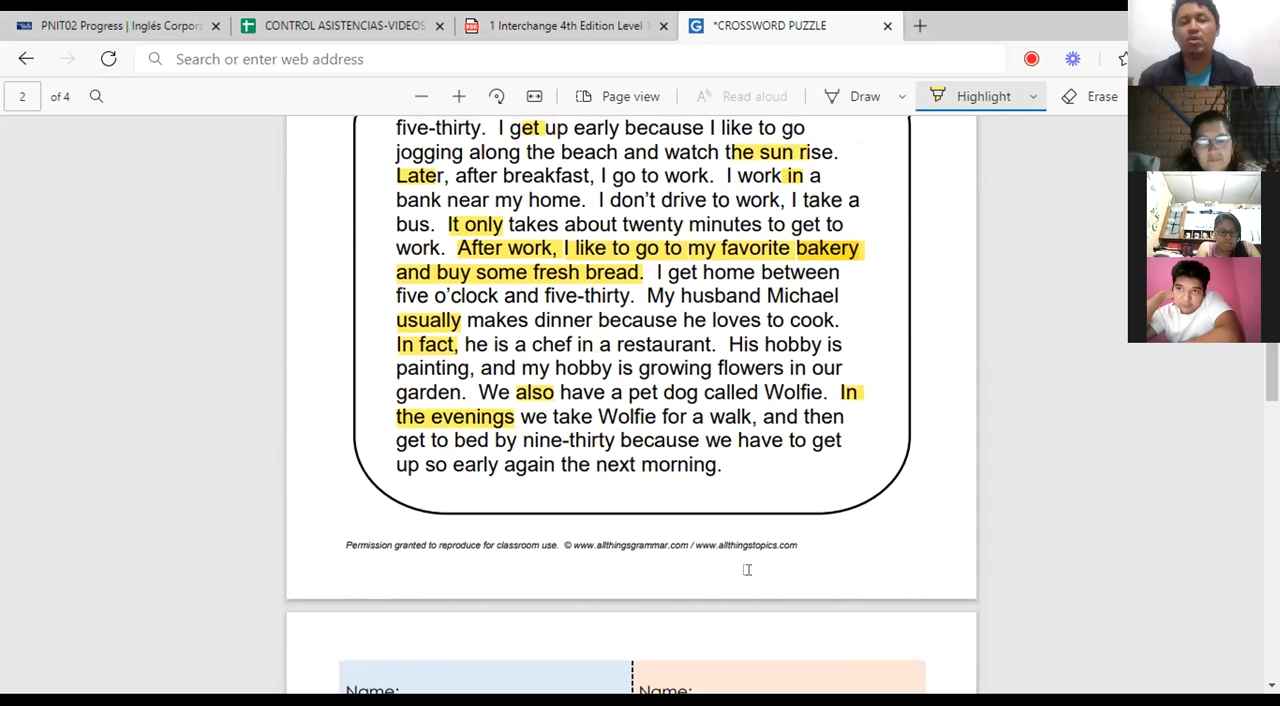 PNIT02 Progress | Inglés Corpora
CONTROL ASISTENCIAS-VIDEOS
1 Interchange 4th Edition Level 1
*CROSSWORD PUZZLE
Search or enter web address
2 of 4
Page view
Read aloud
Draw
Highlight
Erase
five-thirty. I get up early because I like to go
jogging along the beach and watch the sun rise.
Later, after breakfast, I go to work. I work in a
bank near my home. I don’t drive to work, I take a
bus. It only takes about twenty minutes to get to
work. After work, I like to go to my favorite bakery
and buy some fresh bread. I get home between
five o’clock and five-thirty. My husband Michael
usually makes dinner because he loves to cook.
In fact, he is a chef in a restaurant. His hobby is
painting, and my hobby is growing flowers in our
garden. We also have a pet dog called Wolfie. In
the evenings we take Wolfie for a walk, and then
get to bed by nine-thirty because we have to get
up so early again the next morning.
Permission granted to reproduce for classroom use. © www.allthingsgrammar.com / www.allthingstopics.com
Name:
Name: